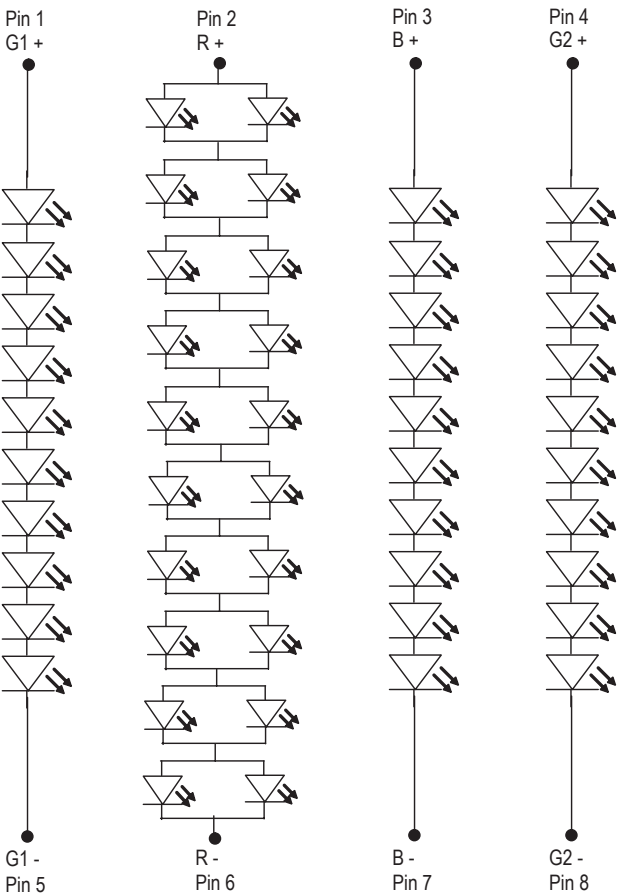 Pin 1
G1 +
Pin 2
R +
Pin 3
B +
Pin 4
G2 +
G1 -
Pin 5
R -
Pin 6
B -
Pin 7
G2 -
Pin 8